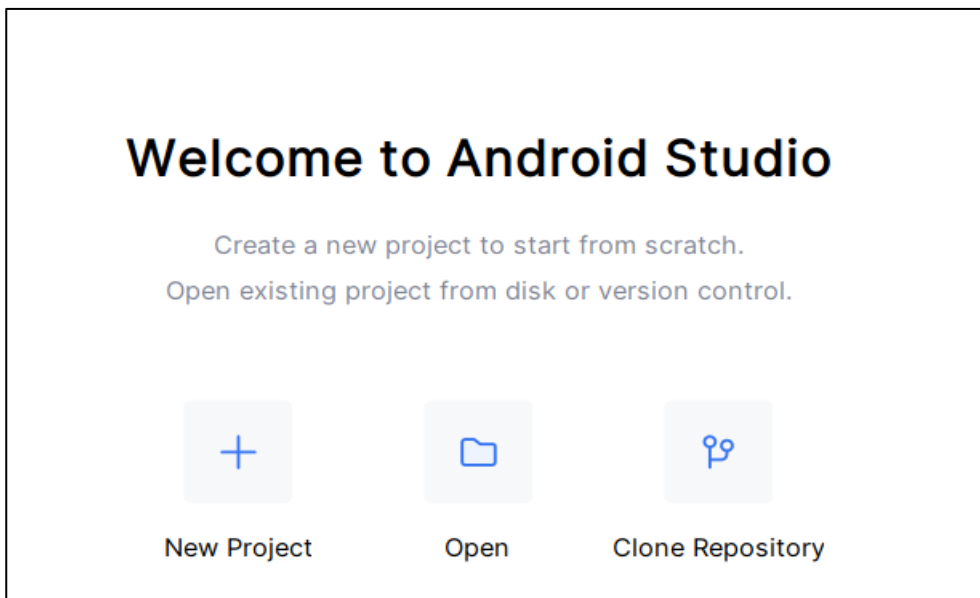 Welcome to Android Studio
Create a new project to start from scratch.
Open existing project from disk or version control.
New Project
Open
Clone Repository